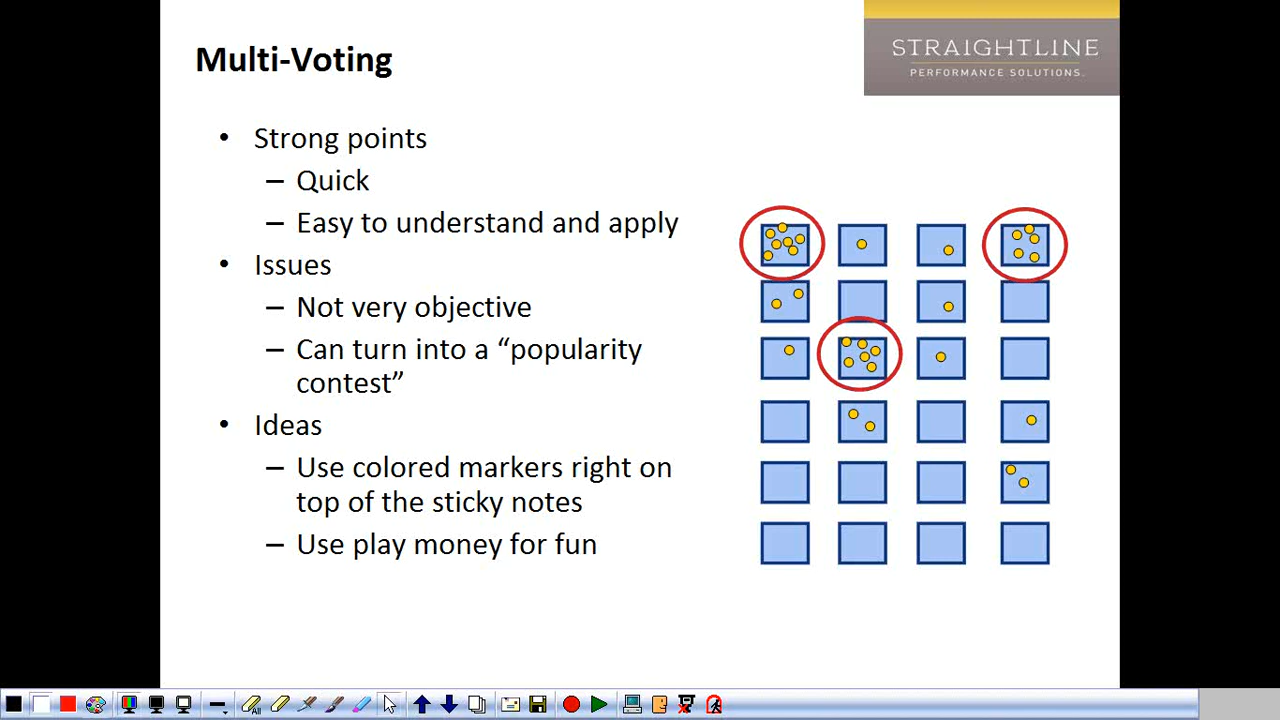 Multi-Voting
STRAIGHTLINE
PERFORMANCE SOLUTIONS.
• Strong points
– Quick
– Easy to understand and apply
• Issues
– Not very objective
– Can turn into a “popularity
contest”
• Ideas
– Use colored markers right on
top of the sticky notes
– Use play money for fun
All